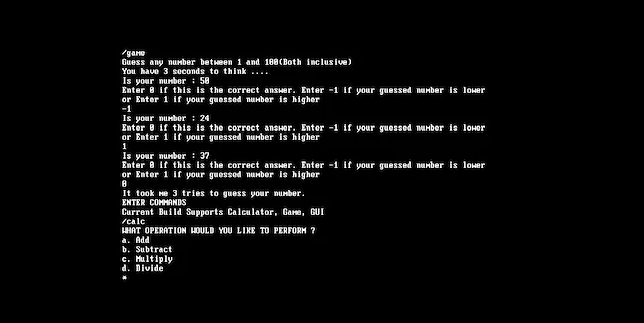 /game
Guess any number between 1 and 100(Both inclusive)
You have 3 seconds to think ....
Is your number : 50
Enter 0 if this is the correct answer. Enter -1 if your guessed number is lower
or Enter 1 if your guessed number is higher
-1
Is your number : 24
Enter 0 if this is the correct answer. Enter -1 if your guessed number is lower
or Enter 1 if your guessed number is higher
1
Is your number : 37
Enter 0 if this is the correct answer. Enter -1 if your guessed number is lower
or Enter 1 if your guessed number is higher
0
It took me 3 tries to guess your number.
ENTER COMMANDS
Current Build Supports Calculator, Game, GUI
/calc
WHAT OPERATION WOULD YOU LIKE TO PERFORM ?
a. Add
b. Subtract
c. Multiply
d. Divide
*